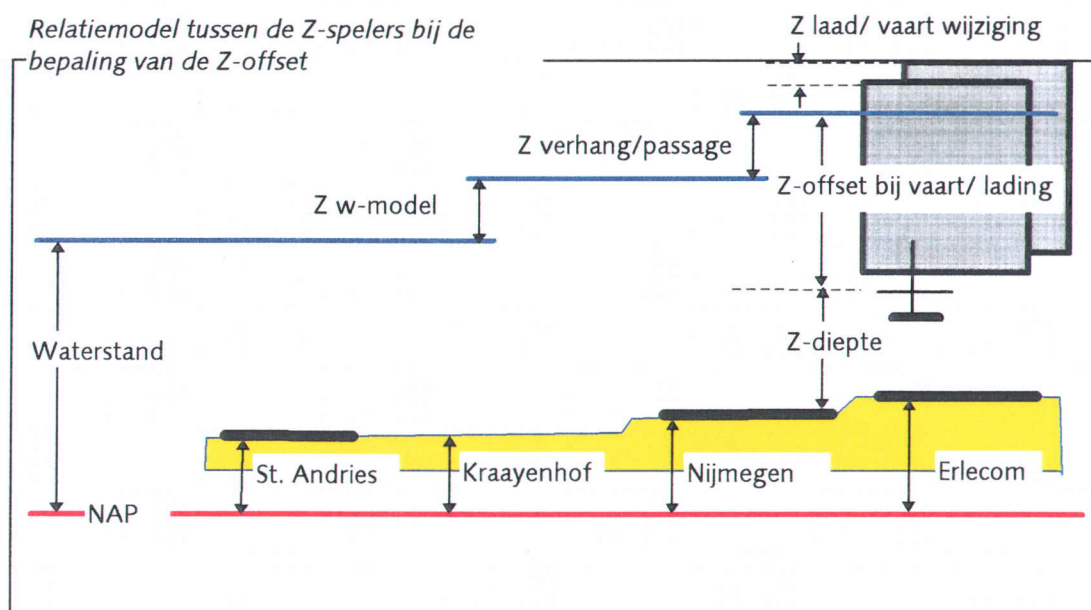 Relatiemodel tussen de Z-spelers bij de
bepaling van de Z-offset
Z laad/ vaart wijziging
Z verhang/passage
Z-offset bij vaart/ lading
Z w-model
Waterstand
Z-diepte
St. Andries
Kraayenhof
Nijmegen
Erlecom
NAP